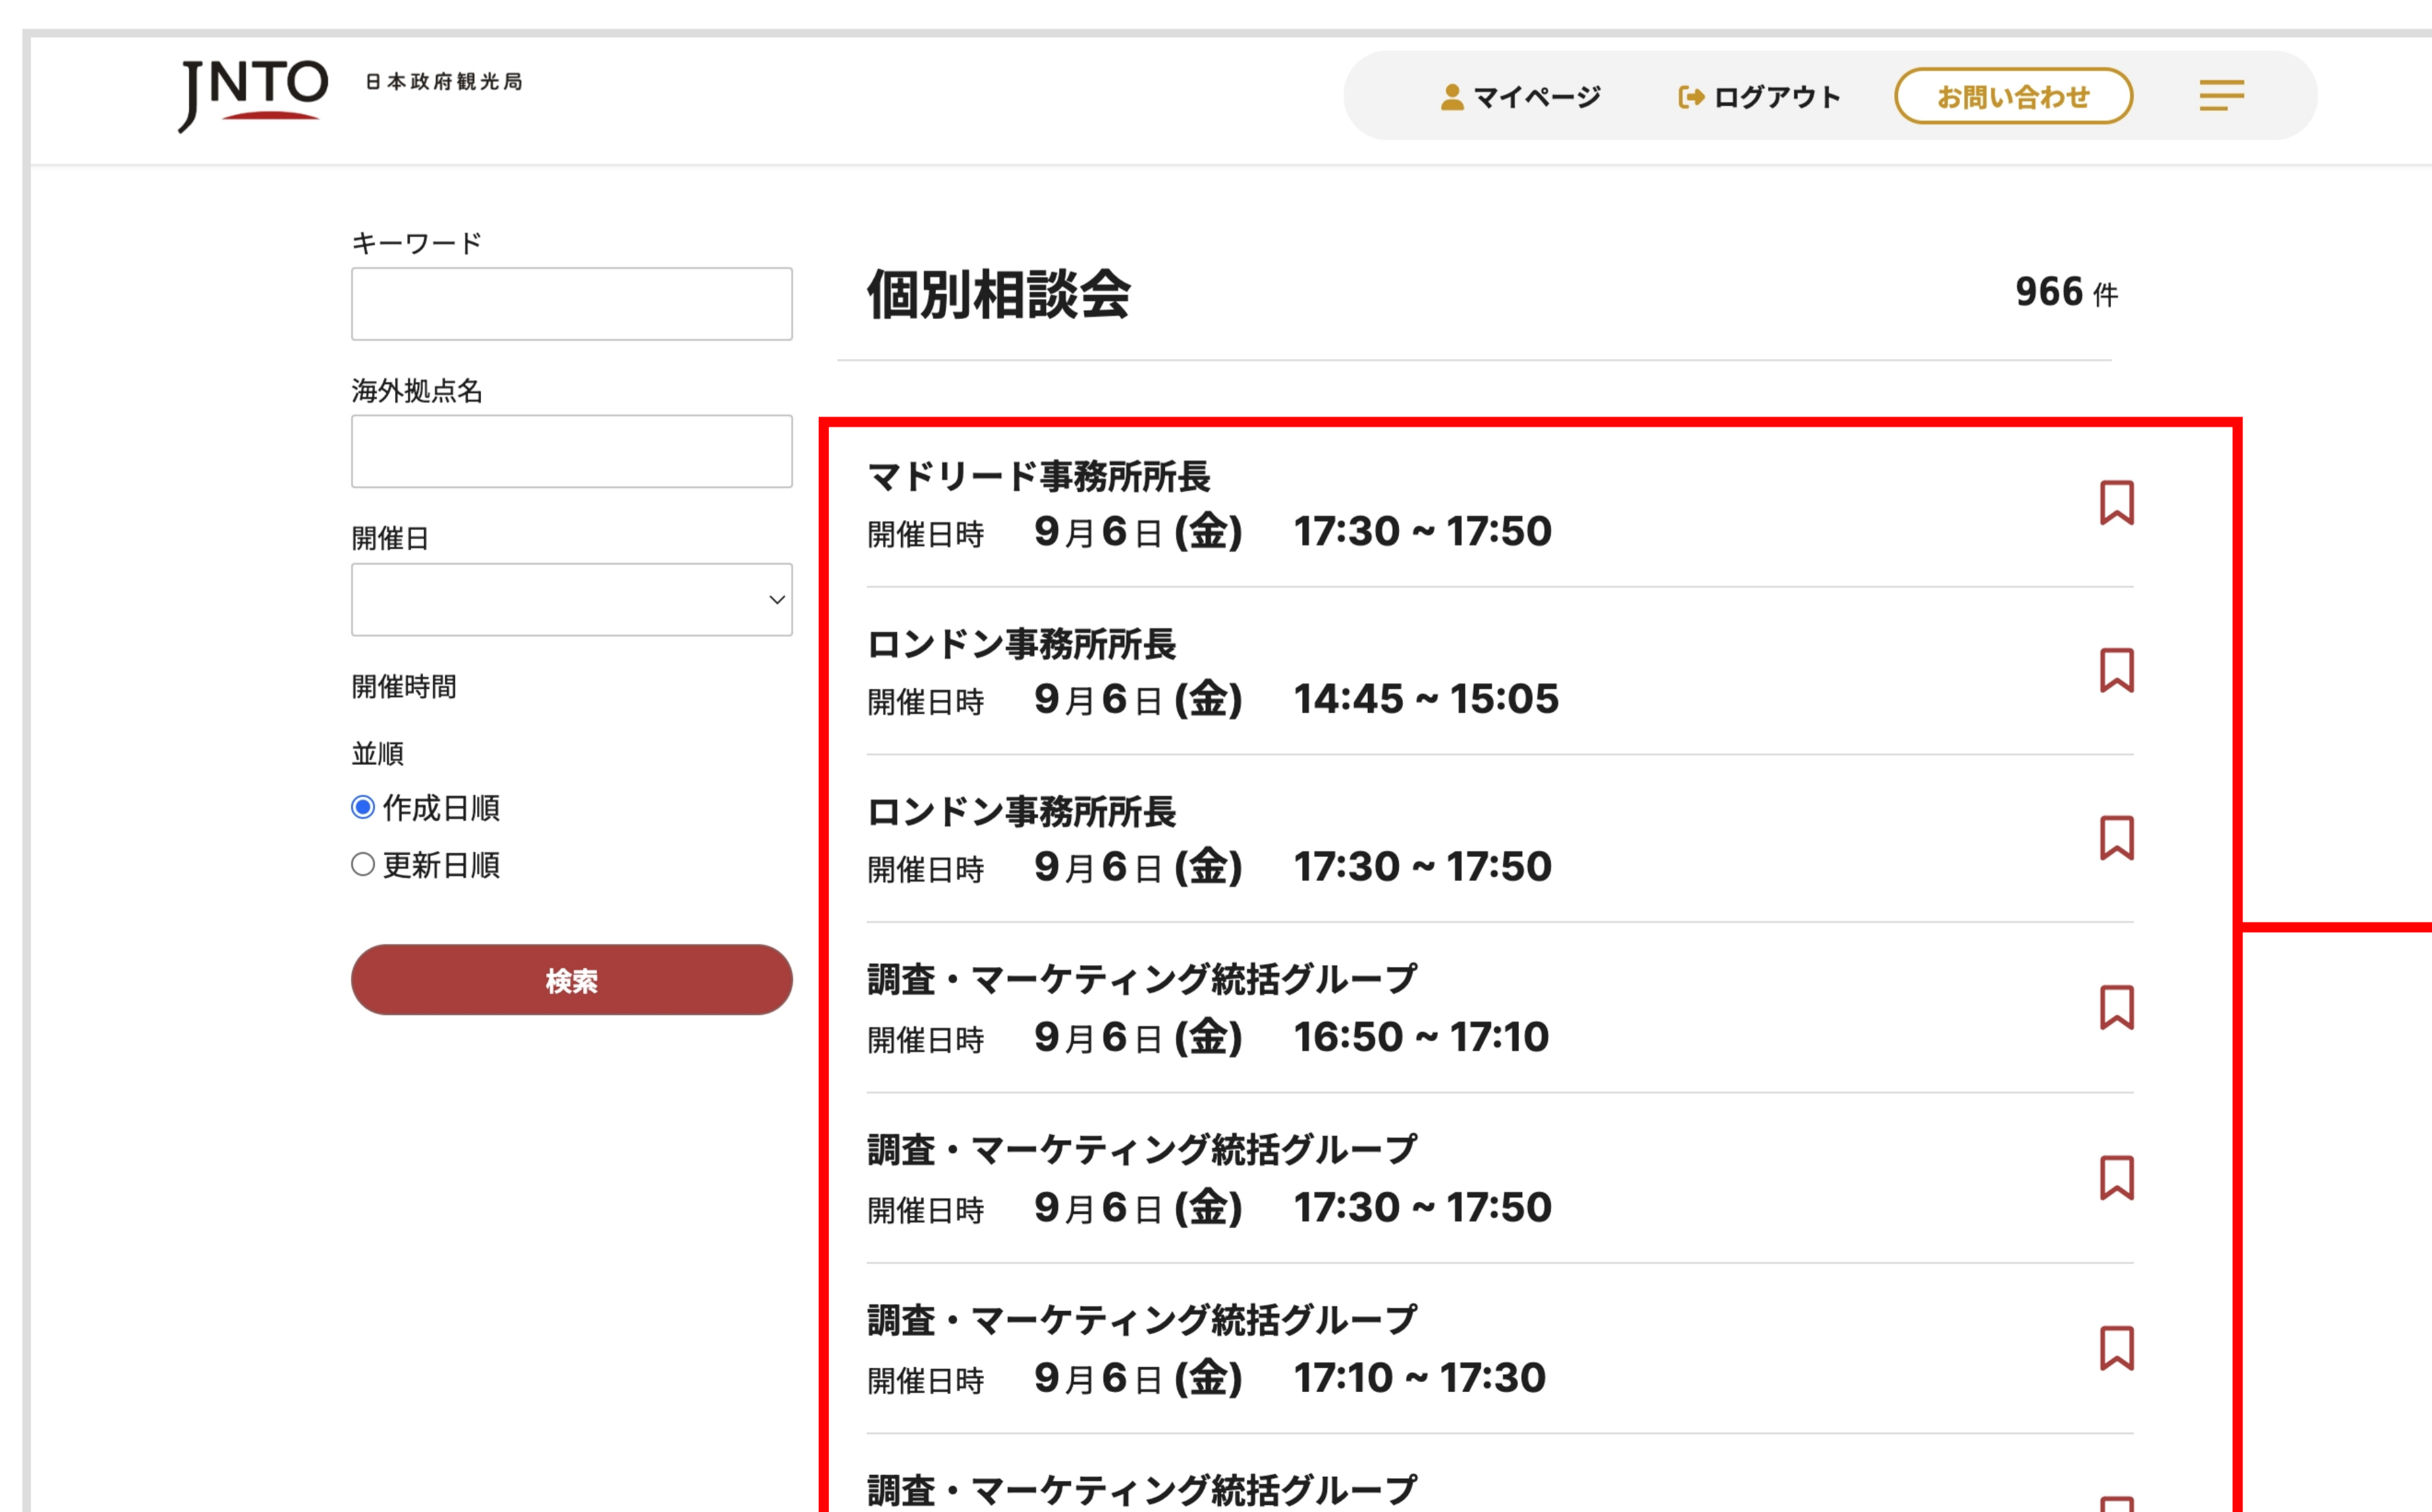 JNTO 日本政府観光局
マイページ ログアウト お問い合わせ
キーワード
海外拠点名
開催日
開催時間
並順
作成日順
更新日順
検索
個別相談会 966 件
マドリード事務所所長
開催日時 9月6日 (金) 17:30 ~ 17:50
ロンドン事務所所長
開催日時 9月6日 (金) 14:45 ~ 15:05
ロンドン事務所所長
開催日時 9月6日 (金) 17:30 ~ 17:50
調査・マーケティング統括グループ
開催日時 9月6日 (金) 16:50 ~ 17:10
調査・マーケティング統括グループ
開催日時 9月6日 (金) 17:30 ~ 17:50
調査・マーケティング統括グループ
開催日時 9月6日 (金) 17:10 ~ 17:30
調査・マーケティング統括グループ